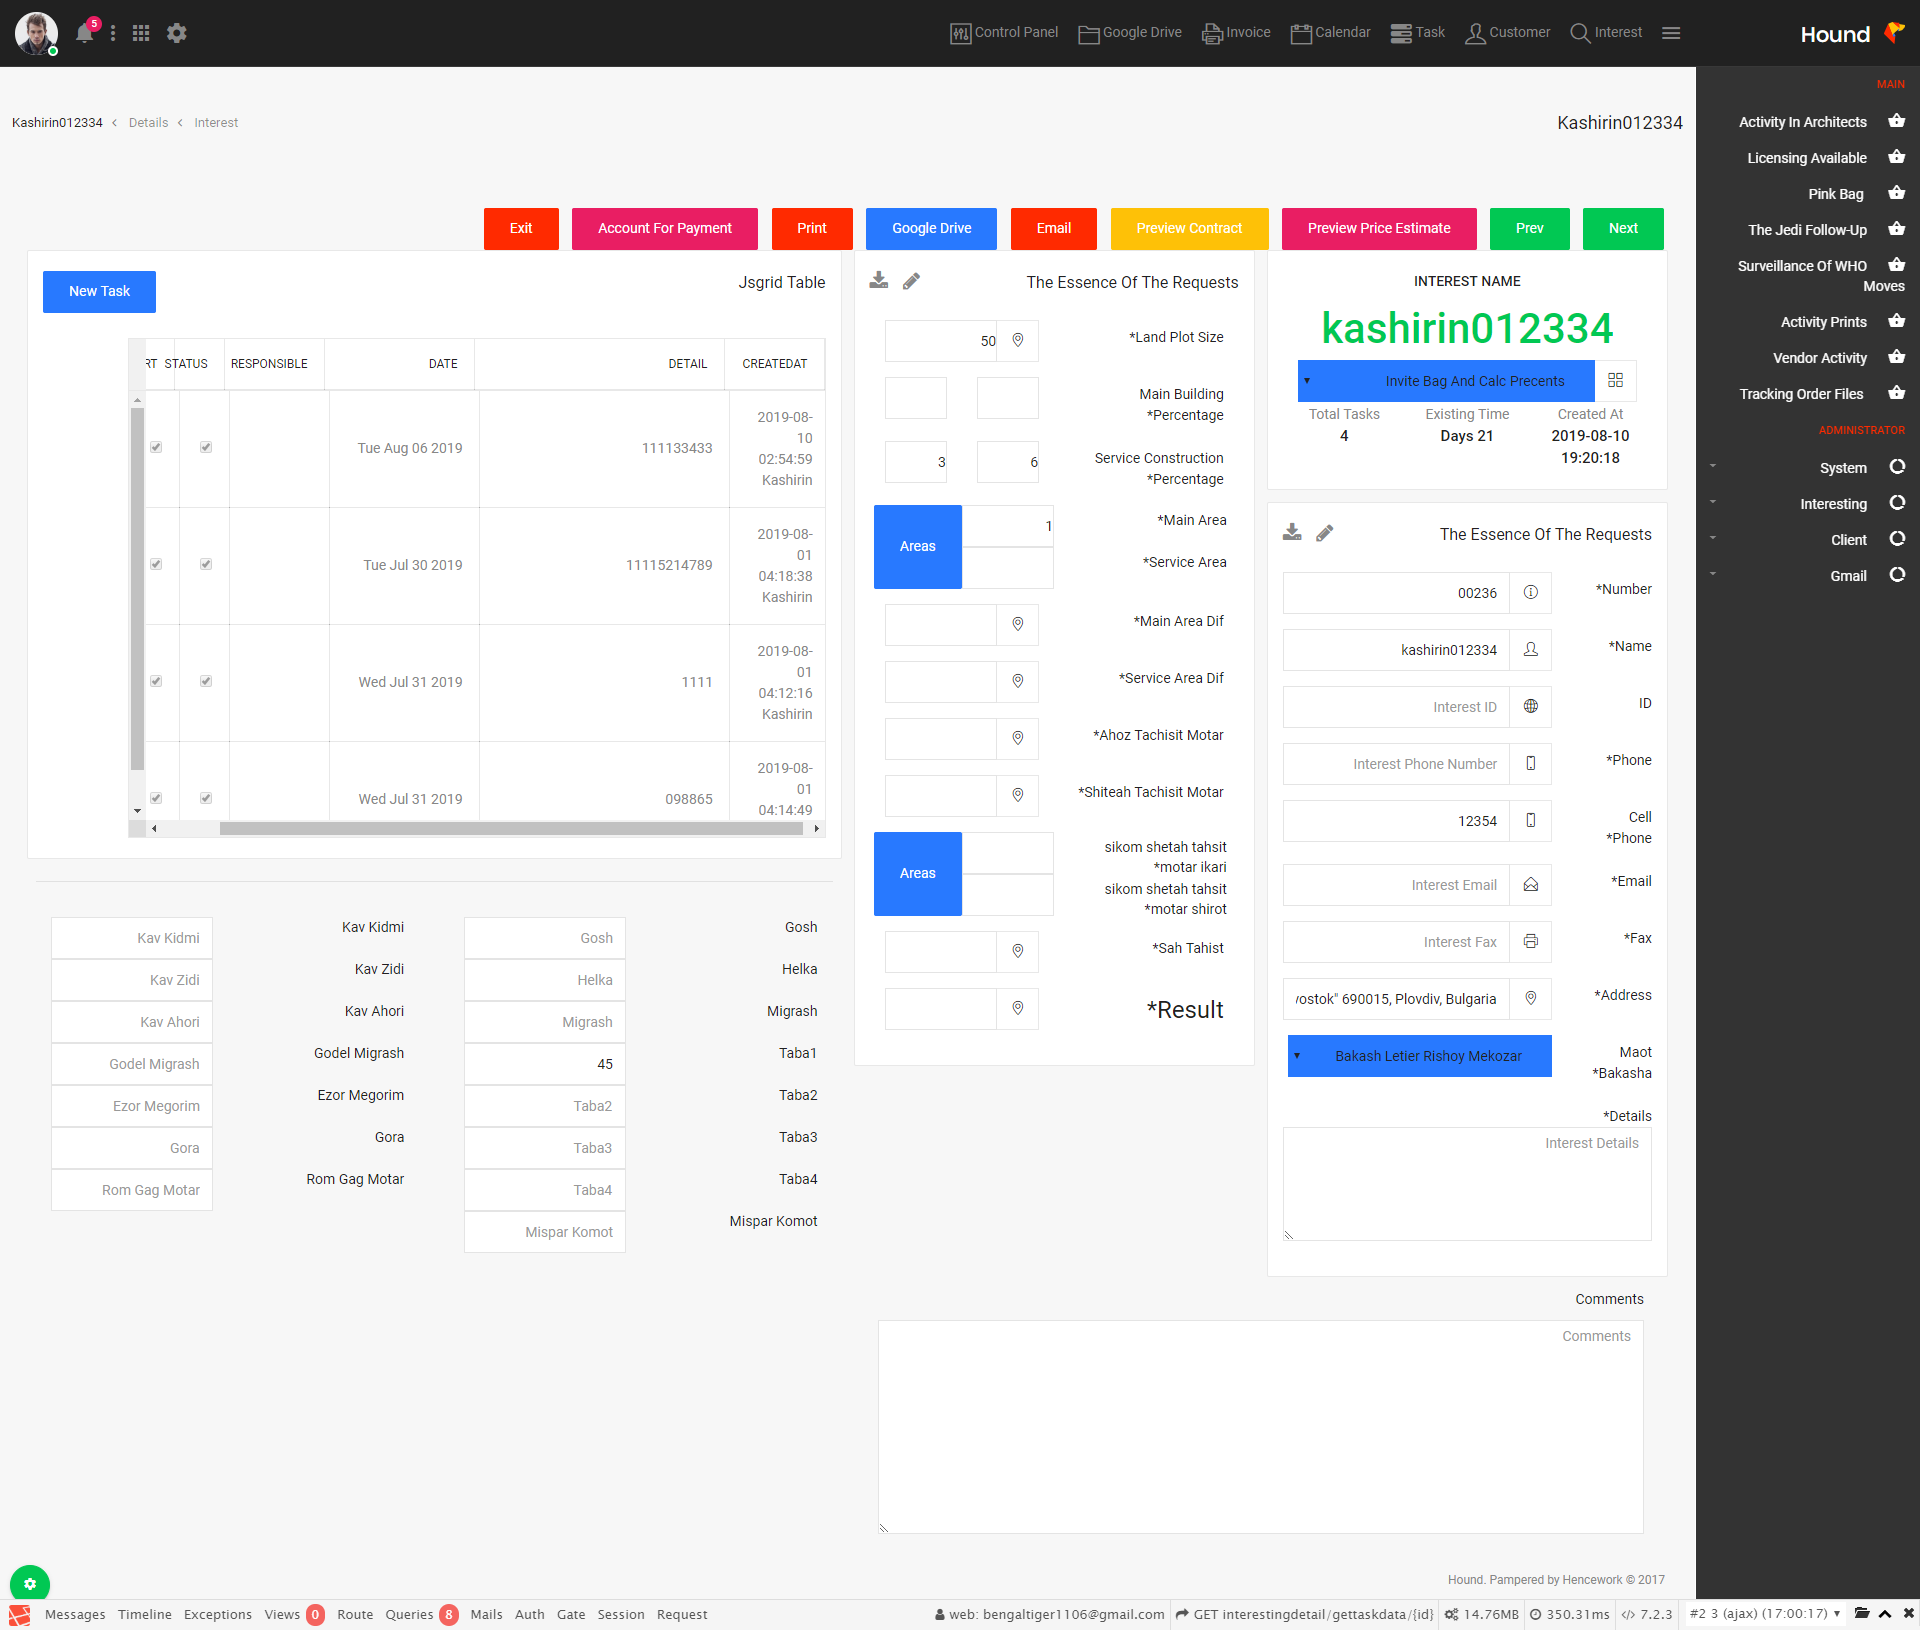 5
Control Panel
Google Drive
Invoice
Calendar
Task
Customer
Interest
Hound
Kashirin012334 < Details < Interest
Kashirin012334
Exit
Account For Payment
Print
Google Drive
Email
Preview Contract
Preview Price Estimate
Prev
Next
New Task
Jsgrid Table
RT STATUS RESPONSIBLE DATE DETAIL CREATEDAT
Tue Aug 06 2019 111133433
2019-08-
10
02:54:59
Kashirin
Tue Jul 30 2019 11115214789
2019-08-
01
04:18:38
Kashirin
Wed Jul 31 2019 1111
2019-08-
01
04:12:16
Kashirin
Wed Jul 31 2019 098865
2019-08-
01
04:14:49
Kav Kidmi Kav Kidmi
Kav Zidi Kav Zidi
Kav Ahori Kav Ahori
Godel Migrash Godel Migrash
Ezor Megorim Ezor Megorim
Gora Gora
Rom Gag Motar Rom Gag Motar
Gosh Gosh
Helka Helka
Migrash Migrash
45 Taba1
Taba2 Taba2
Taba3 Taba3
Taba4 Taba4
Mispar Komot Mispar Komot
The Essence Of The Requests
50 *Land Plot Size
Main Building
*Percentage
3 6 Service Construction
*Percentage
Areas
1 *Main Area
*Service Area
*Main Area Dif
*Service Area Dif
*Ahoz Tachisit Motar
*Shiteah Tachisit Motar
Areas
sikom shetah tahsit
*motar ikari
sikom shetah tahsit
*motar shirot
*Sah Tahist
*Result
INTEREST NAME
kashirin012334
Invite Bag And Calc Precents
Total Tasks Existing Time Created At
4 Days 21 2019-08-10
19:20:18
The Essence Of The Requests
00236 *Number
kashirin012334 *Name
Interest ID ID
Interest Phone Number *Phone
12354 Cell
*Phone
Interest Email *Email
Interest Fax *Fax
vostok" 690015, Plovdiv, Bulgaria *Address
Bakash Letier Rishoy Mekozar Maot
*Bakasha
*Details
Interest Details
Comments
Comments
MAIN
Activity In Architects
Licensing Available
Pink Bag
The Jedi Follow-Up
Surveillance Of WHO
Moves
Activity Prints
Vendor Activity
Tracking Order Files
ADMINISTRATOR
System
Interesting
Client
Gmail
Hound. Pampered by Hencework © 2017
Messages Timeline Exceptions Views 0 Route Queries 8 Mails Auth Gate Session Request
web: bengaltiger1106@gmail.com GET interestingdetail/gettaskdata/{id} 14.76MB 350.31ms </> 7.2.3 #2 3 (ajax) (17:00:17)